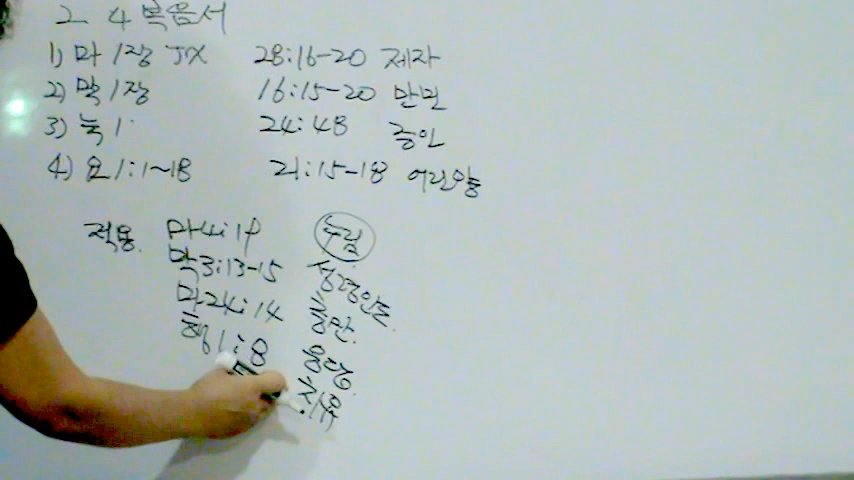 2. 4 복음서
1) 마 1장 JX 28:16-20 제자
2) 막 1장 16:15-20 만민
3) 눅 1 24:48 증인
4) 요 1:1~18 21:15-18 어린양
적용. 마4:19 누림
막3:13-15 성령인도.
마24:14 충만.
행1:8 응답.
치유